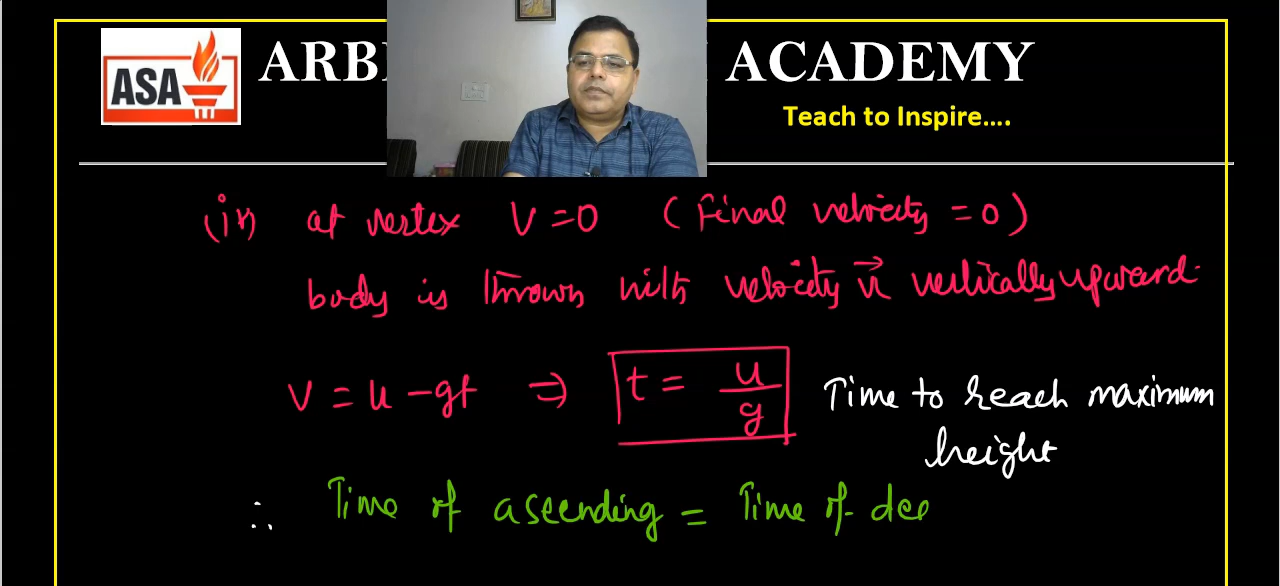 ASA ARB ACADEMY
Teach to Inspire....
(iv) at vertex V = 0 (Final velocity = 0)
body is thrown with velocity u⃗ vertically upward.
V = u - gt ⇒ t = u/g Time to reach maximum
height
∴ Time of ascending = Time of dec